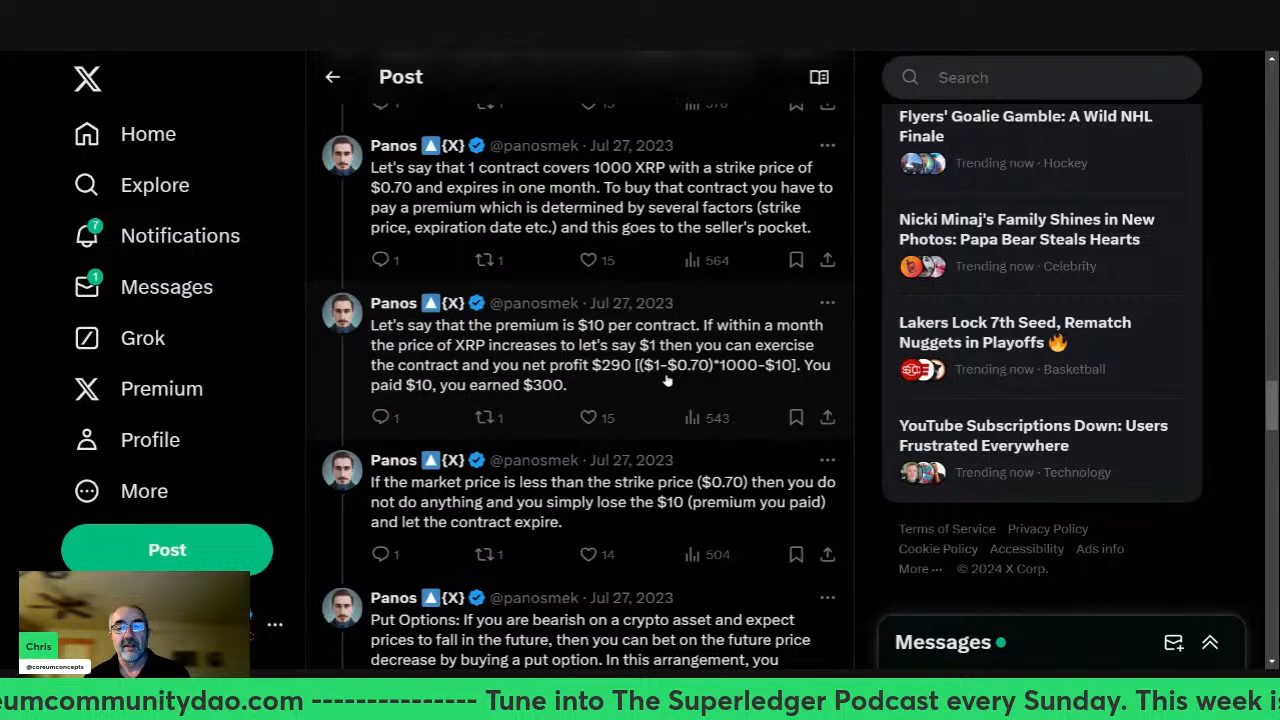 Post
Search
Home
Explore
7
Notifications
1
Messages
Grok
Premium
Profile
More
Post
Panos {X} @panosmek · Jul 27, 2023
Let's say that 1 contract covers 1000 XRP with a strike price of
$0.70 and expires in one month. To buy that contract you have to
pay a premium which is determined by several factors (strike
price, expiration date etc.) and this goes to the seller's pocket.
1 1 15 564
Panos {X} @panosmek · Jul 27, 2023
Let's say that the premium is $10 per contract. If within a month
the price of XRP increases to let's say $1 then you can exercise
the contract and you net profit $290 [($1-$0.70)*1000-$10]. You
paid $10, you earned $300.
1 1 15 543
Panos {X} @panosmek · Jul 27, 2023
If the market price is less than the strike price ($0.70) then you do
not do anything and you simply lose the $10 (premium you paid)
and let the contract expire.
1 1 14 504
Panos {X} @panosmek · Jul 27, 2023
Put Options: If you are bearish on a crypto asset and expect
prices to fall in the future, then you can bet on the future price
decrease by buying a put option. In this arrangement, you
Flyers' Goalie Gamble: A Wild NHL
Finale
Trending now · Hockey
Nicki Minaj's Family Shines in New
Photos: Papa Bear Steals Hearts
Trending now · Celebrity
Lakers Lock 7th Seed, Rematch
Nuggets in Playoffs 🔥
Trending now · Basketball
YouTube Subscriptions Down: Users
Frustrated Everywhere
Trending now · Technology
Terms of Service Privacy Policy
Cookie Policy Accessibility Ads info
More ··· © 2024 X Corp.
Messages
Chris
@coreumconcepts
eumcommunitydao.com --------------- Tune into The Superledger Podcast every Sunday. This week is